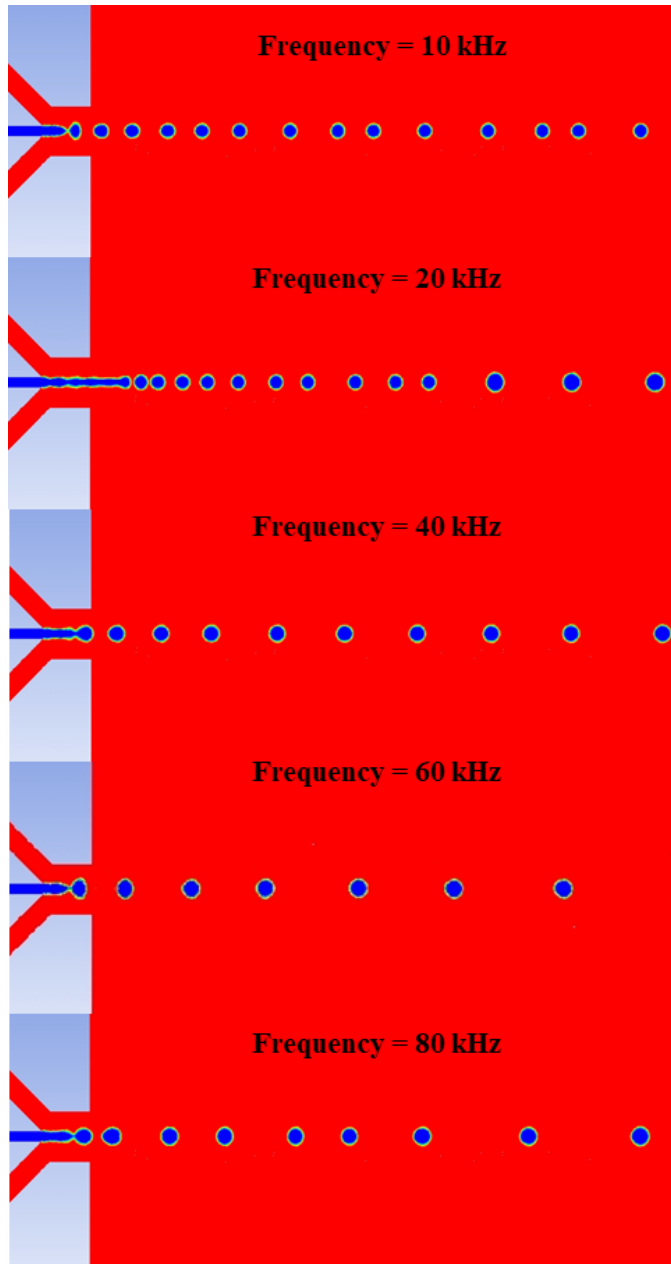 Frequency = 10 kHz
Frequency = 20 kHz
Frequency = 40 kHz
Frequency = 60 kHz
Frequency = 80 kHz